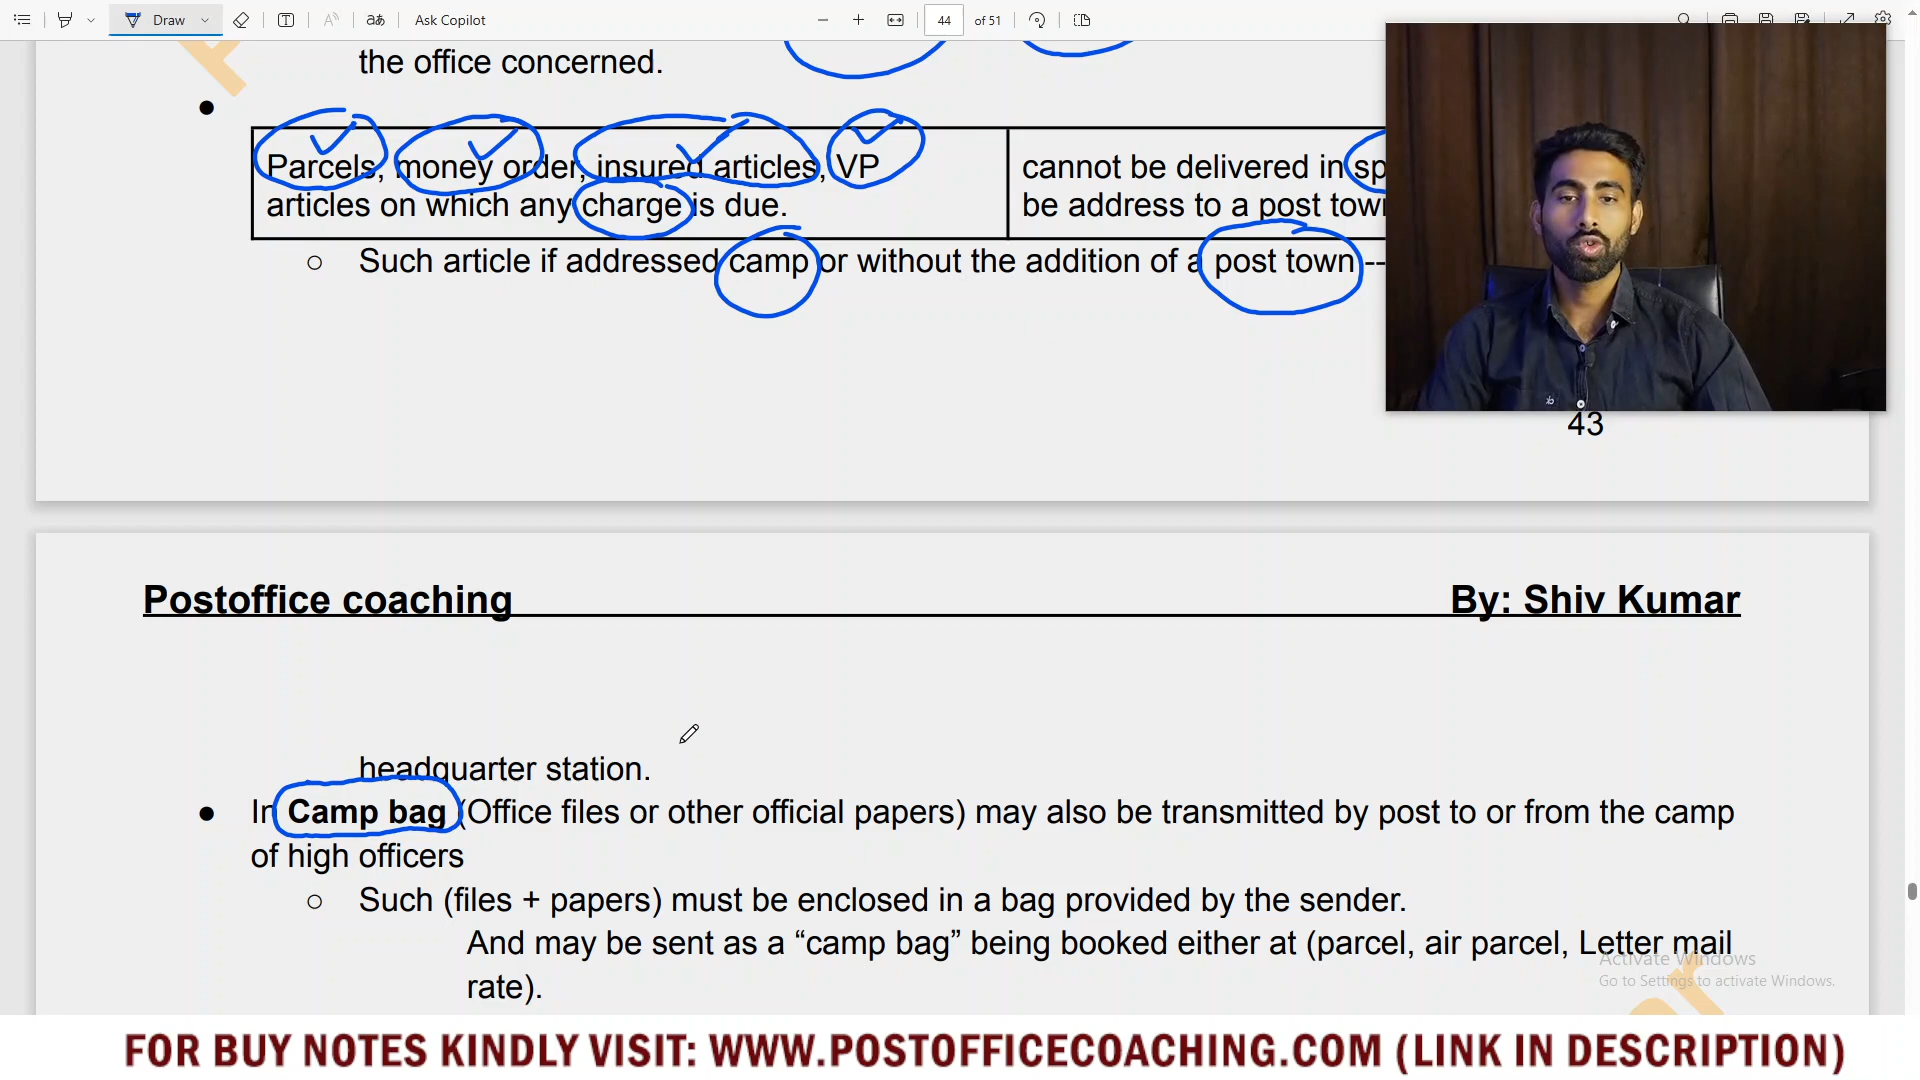 Draw
Ask Copilot
44 of 51
the office concerned.
Parcels, money order, insured articles, VP articles on which any charge is due.
cannot be delivered in sp
be address to a post town
Such article if addressed camp or without the addition of a post town --
43
Postoffice coaching By: Shiv Kumar
headquarter station.
In Camp bag (Office files or other official papers) may also be transmitted by post to or from the camp
of high officers
Such (files + papers) must be enclosed in a bag provided by the sender.
And may be sent as a “camp bag” being booked either at (parcel, air parcel, Letter mail
rate).
Activate Windows
Go to Settings to activate Windows.
FOR BUY NOTES KINDLY VISIT: WWW.POSTOFFICECOACHING.COM (LINK IN DESCRIPTION)